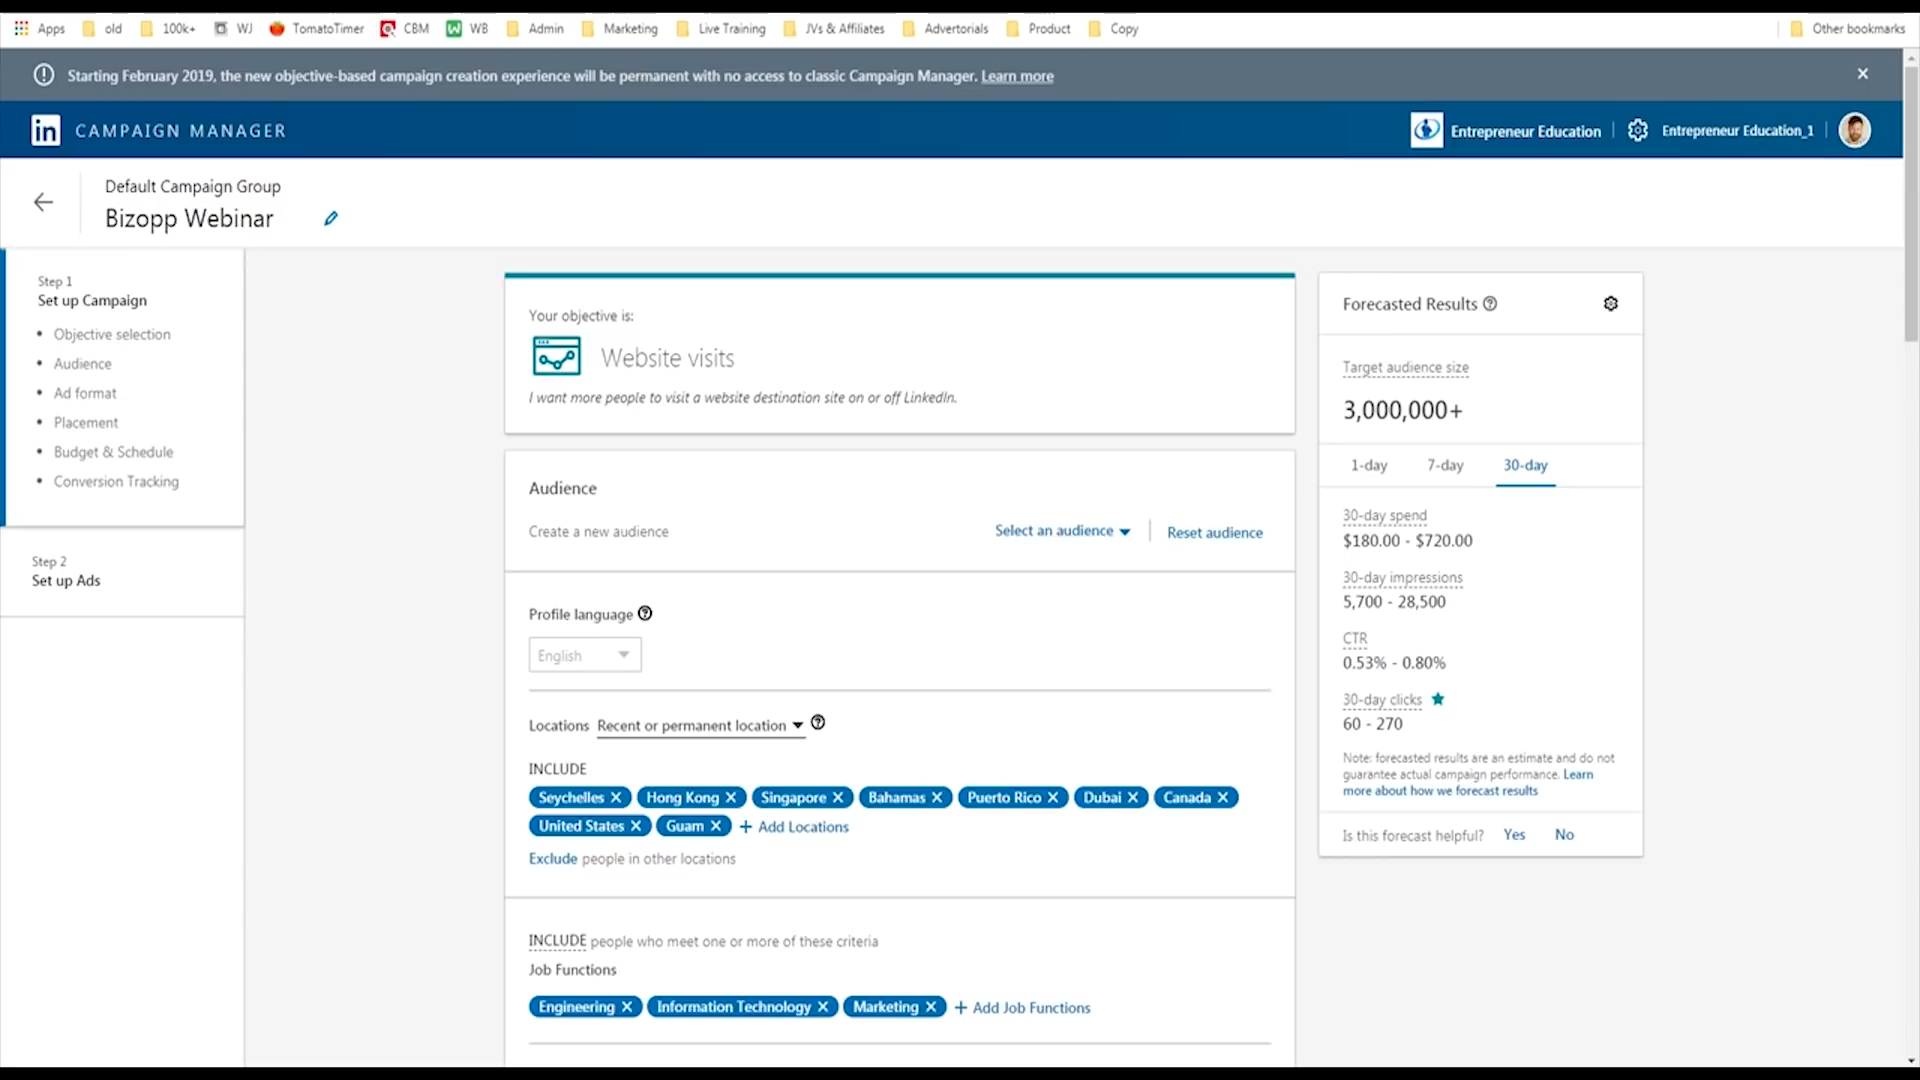 Apps old 100k+ WJ TomatoTimer CBM WB Admin Marketing Live Training JVs & Affiliates Advertorials Product Copy Other bookmarks
Starting February 2019, the new objective-based campaign creation experience will be permanent with no access to classic Campaign Manager. Learn more
in CAMPAIGN MANAGER Entrepreneur Education Entrepreneur Education_1
Default Campaign Group
Bizopp Webinar
Step 1
Set up Campaign
• Objective selection
• Audience
• Ad format
• Placement
• Budget & Schedule
• Conversion Tracking
Step 2
Set up Ads
Your objective is:
Website visits
I want more people to visit a website destination site on or off LinkedIn.
Audience
Create a new audience Select an audience Reset audience
Profile language
English
Locations Recent or permanent location
INCLUDE
Seychelles Hong Kong Singapore Bahamas Puerto Rico Dubai Canada
United States Guam + Add Locations
Exclude people in other locations
INCLUDE people who meet one or more of these criteria
Job Functions
Engineering Information Technology Marketing + Add Job Functions
Forecasted Results
Target audience size
3,000,000+
1-day 7-day 30-day
30-day spend
$180.00 - $720.00
30-day impressions
5,700 - 28,500
CTR
0.53% - 0.80%
30-day clicks
60 - 270
Note: forecasted results are an estimate and do not
guarantee actual campaign performance. Learn
more about how we forecast results
Is this forecast helpful? Yes No